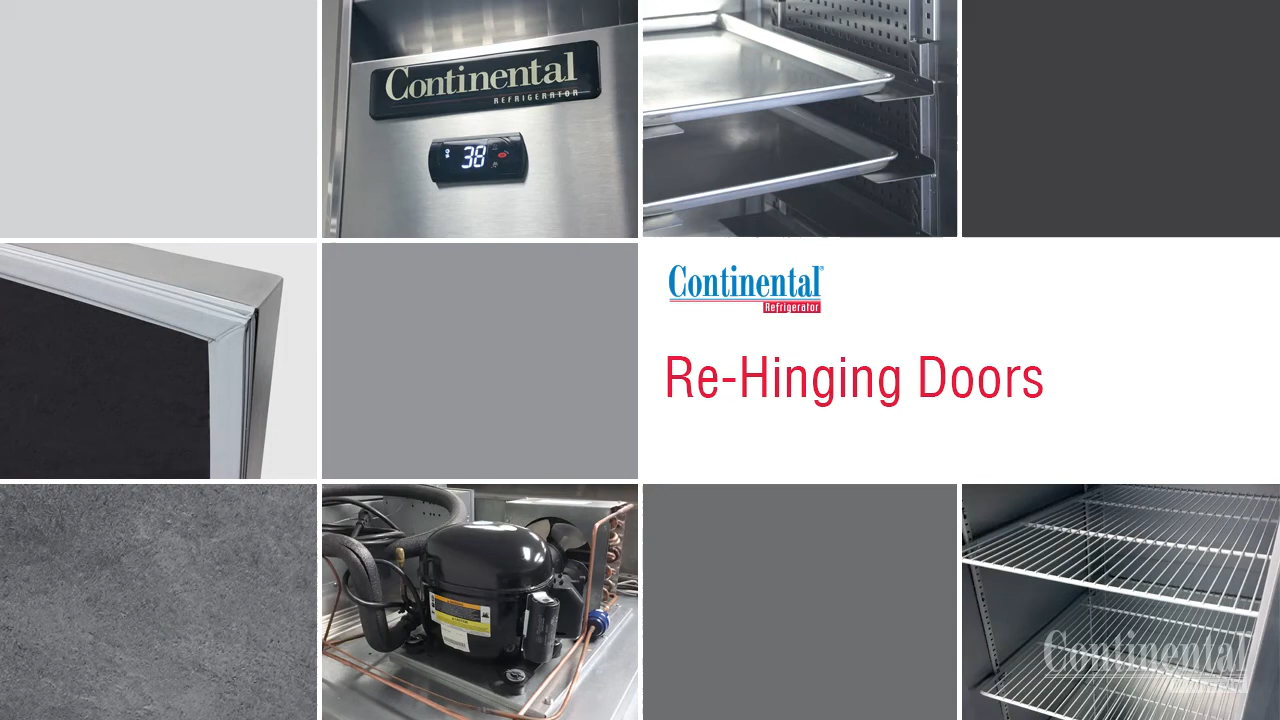 Continental
REFRIGERATOR
38
Continental®
Refrigerator
Re-Hinging Doors
Continental